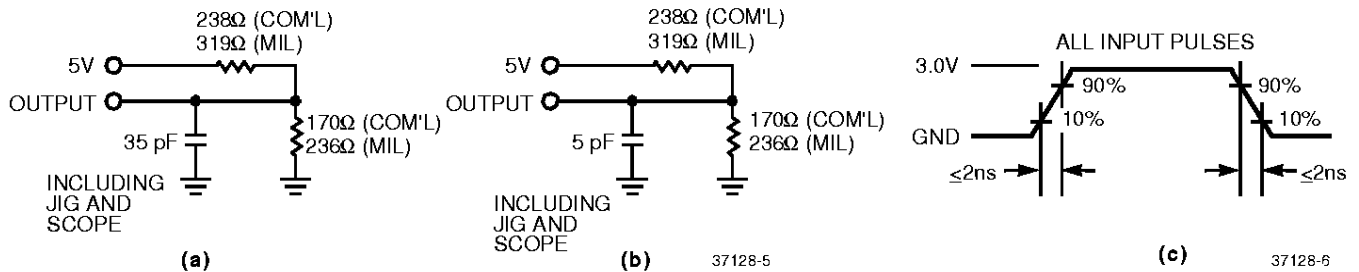 238Ω (COM'L)
319Ω (MIL)
5V
OUTPUT
35 pF
170Ω (COM'L)
236Ω (MIL)
INCLUDING
JIG AND
SCOPE
(a)
238Ω (COM'L)
319Ω (MIL)
5V
OUTPUT
5 pF
170Ω (COM'L)
236Ω (MIL)
INCLUDING
JIG AND
SCOPE
(b)
37128-5
ALL INPUT PULSES
3.0V
90%
90%
10%
10%
GND
≤2ns
≤2ns
(c)
37128-6